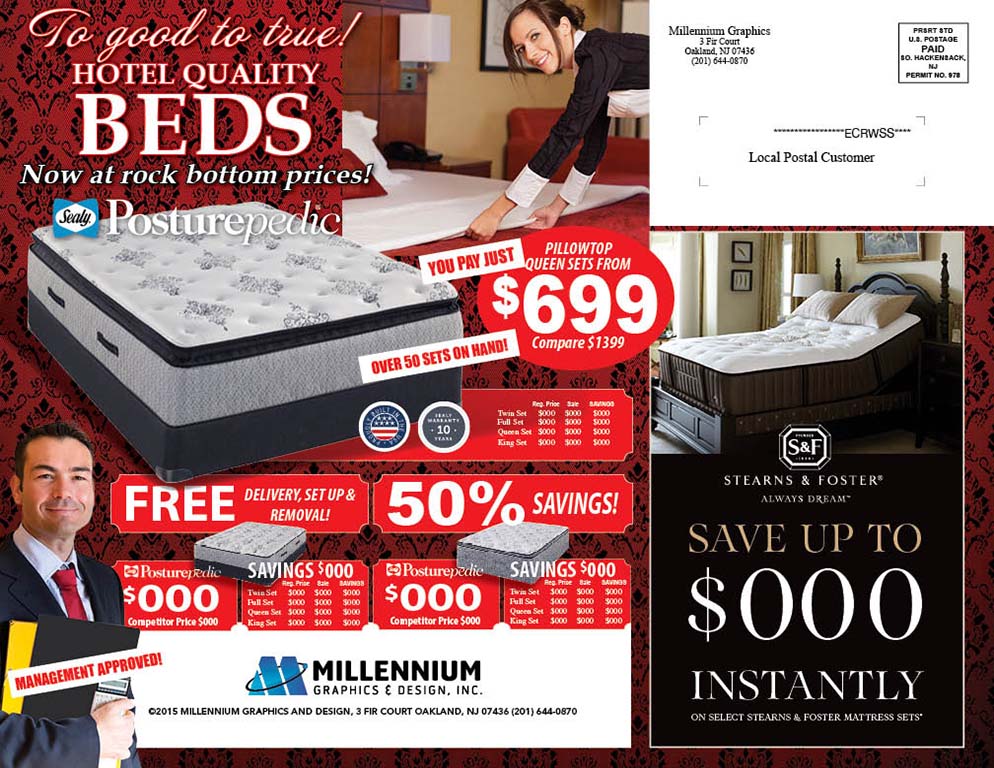 To good to true!
HOTEL QUALITY
BEDS
Now at rock bottom prices!
Sealy
Posturepedic
YOU PAY JUST
PILLOWTOP
QUEEN SETS FROM
$699
Compare $1399
OVER 50 SETS ON HAND!
SEALY
WARRANTY
10
YEARS
Reg. Price Sale SAVINGS
Twin Set $000 $000 $000
Full Set $000 $000 $000
Queen Set $000 $000 $000
King Set $000 $000 $000
FREE
DELIVERY, SET UP &
REMOVAL!
50%
SAVINGS!
Posturepedic
$000
Competitor Price $000
SAVINGS $000
Reg. Price Sale SAVINGS
Twin Set $000 $000 $000
Full Set $000 $000 $000
Queen Set $000 $000 $000
King Set $000 $000 $000
Posturepedic
$000
Competitor Price $000
SAVINGS $000
Reg. Price Sale SAVINGS
Twin Set $000 $000 $000
Full Set $000 $000 $000
Queen Set $000 $000 $000
King Set $000 $000 $000
MANAGEMENT APPROVED!
MILLENNIUM
GRAPHICS & DESIGN, INC.
©2015 MILLENNIUM GRAPHICS AND DESIGN, 3 FIR COURT OAKLAND, NJ 07436 (201) 644-0870
Millennium Graphics
3 Fir Court
Oakland, NJ 07436
(201) 644-0870
PRSRT STD
U.S. POSTAGE
PAID
SO. HACKENSACK,
NJ
PERMIT NO. 978
*****************ECRWSS****
Local Postal Customer
S&F
STEARNS & FOSTER®
ALWAYS DREAM™
SAVE UP TO
$000
INSTANTLY
ON SELECT STEARNS & FOSTER MATTRESS SETS*